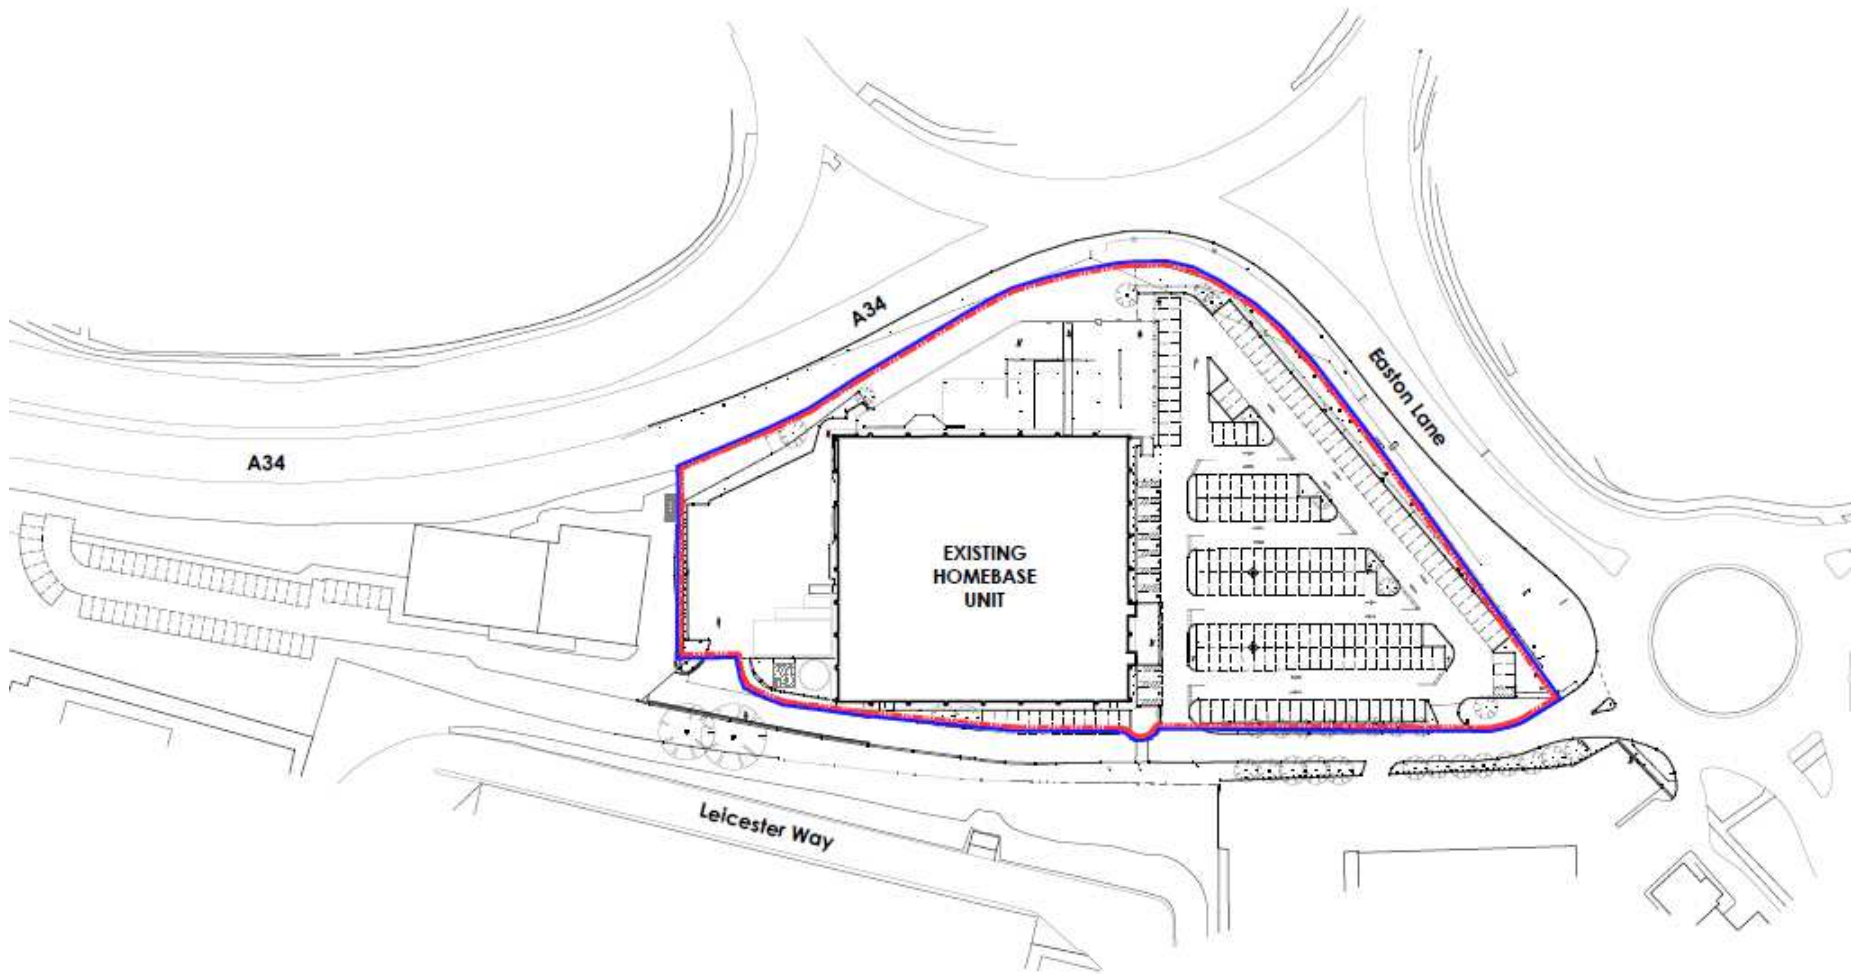 A34
Easton Lane
A34
EXISTING
HOMEBASE
UNIT
Leicester Way